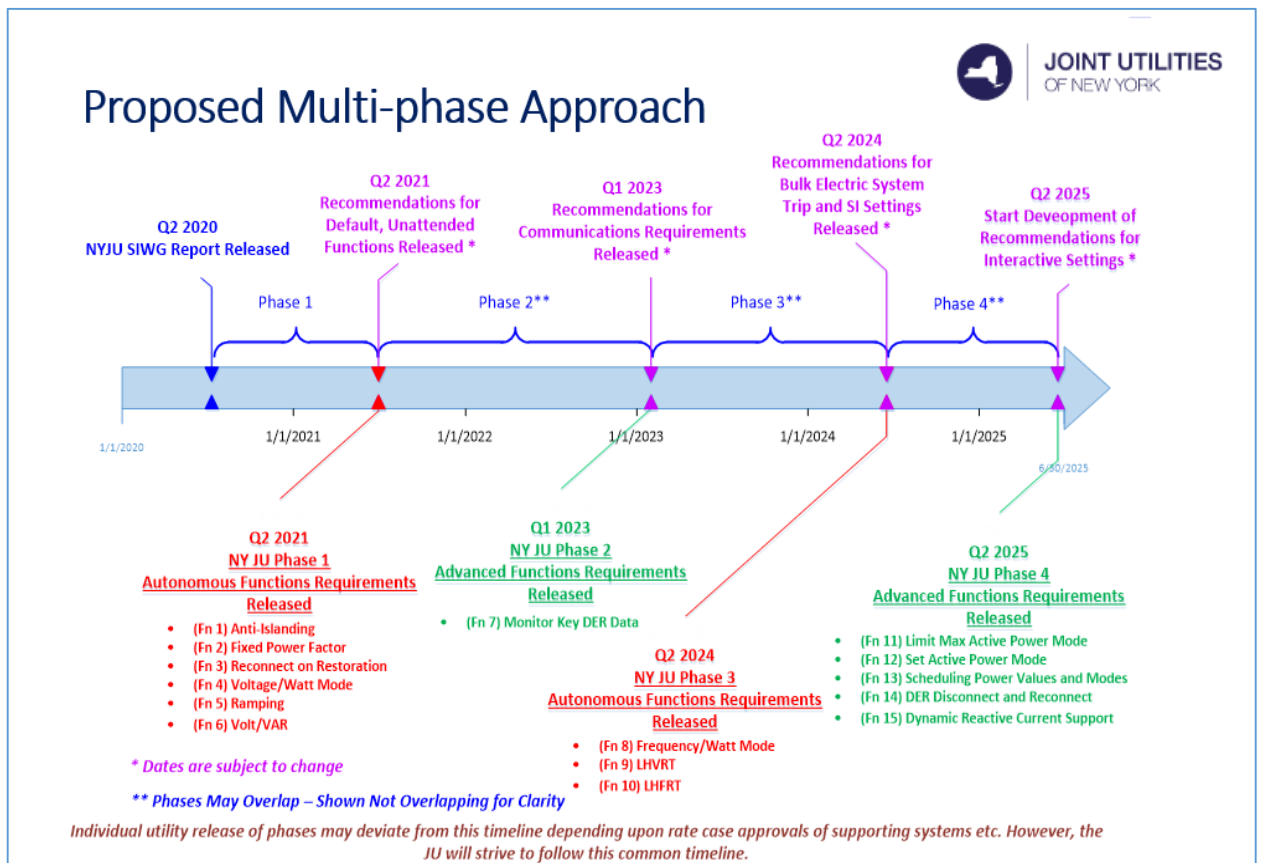 JOINT UTILITIES
OF NEW YORK
Proposed Multi-phase Approach
Q2 2020
NYJU SIWG Report Released
Q2 2021
Recommendations for
Default, Unattended
Functions Released *
Q1 2023
Recommendations for
Communications Requirements
Released *
Q2 2024
Recommendations for
Bulk Electric System
Trip and SI Settings
Released *
Q2 2025
Start Deveopment of
Recommendations for
Interactive Settings *
Phase 1
Phase 2**
Phase 3**
Phase 4**
1/1/2020
1/1/2021
1/1/2022
1/1/2023
1/1/2024
1/1/2025
6/30/2025
Q2 2021
NY JU Phase 1
Autonomous Functions Requirements
Released
• (Fn 1) Anti-Islanding
• (Fn 2) Fixed Power Factor
• (Fn 3) Reconnect on Restoration
• (Fn 4) Voltage/Watt Mode
• (Fn 5) Ramping
• (Fn 6) Volt/VAR
Q1 2023
NY JU Phase 2
Advanced Functions Requirements
Released
• (Fn 7) Monitor Key DER Data
Q2 2024
NY JU Phase 3
Autonomous Functions Requirements
Released
• (Fn 8) Frequency/Watt Mode
• (Fn 9) LHVRT
• (Fn 10) LHFRT
Q2 2025
NY JU Phase 4
Advanced Functions Requirements
Released
• (Fn 11) Limit Max Active Power Mode
• (Fn 12) Set Active Power Mode
• (Fn 13) Scheduling Power Values and Modes
• (Fn 14) DER Disconnect and Reconnect
• (Fn 15) Dynamic Reactive Current Support
* Dates are subject to change
** Phases May Overlap – Shown Not Overlapping for Clarity
Individual utility release of phases may deviate from this timeline depending upon rate case approvals of supporting systems etc. However, the
JU will strive to follow this common timeline.